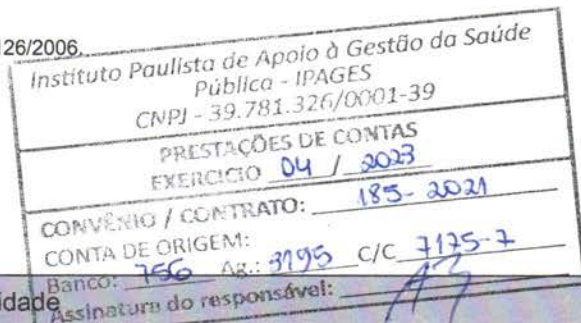 126/2006.
Instituto Paulista de Apoio à Gestão da Saúde
Pública - IPAGES
CNPJ - 39.781.326/0001-39
PRESTAÇÕES DE CONTAS
EXERCICIO 04 / 2023
CONVÊNIO / CONTRATO: 185-2021
CONTA DE ORIGEM:
Banco: 756 Ag.: 3195 C/C 7175-7
idade
Assinatura do responsável: